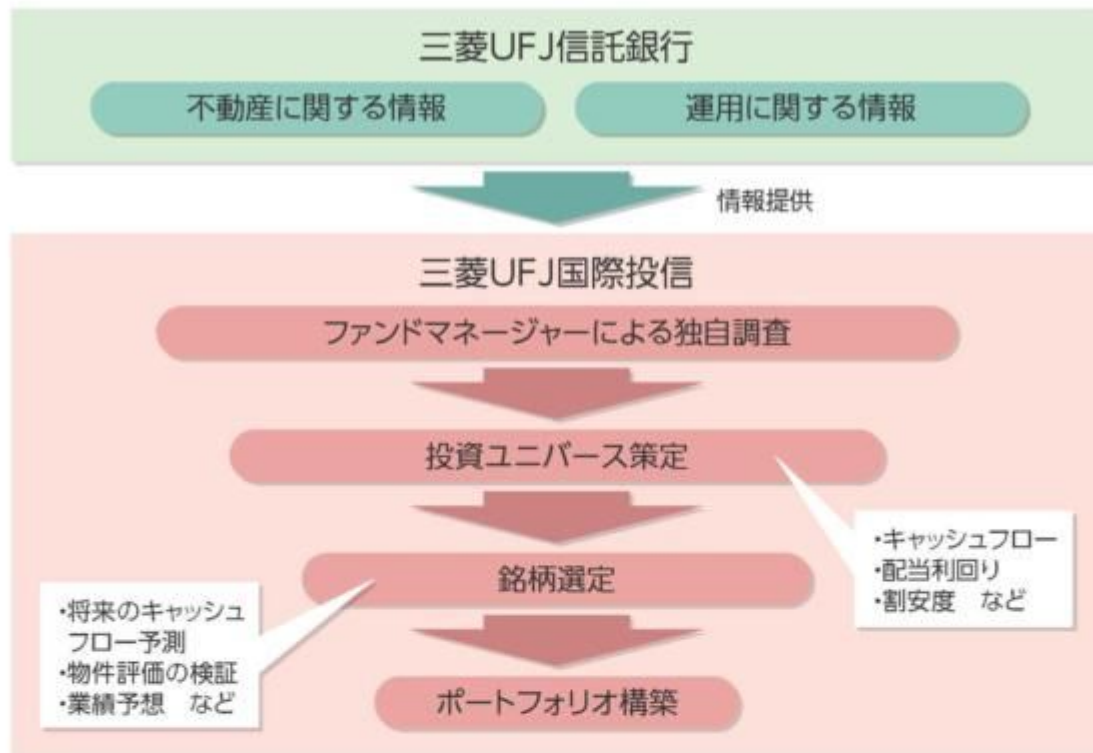 三菱UFJ信託銀行
不動産に関する情報
運用に関する情報
情報提供
三菱UFJ国際投信
ファンドマネージャーによる独自調査
投資ユニバース策定
・キャッシュフロー
・配当利回り
・割安度　など
銘柄選定
・将来のキャッシュ
フロー予測
・物件評価の検証
・業績予想　など
ポートフォリオ構築